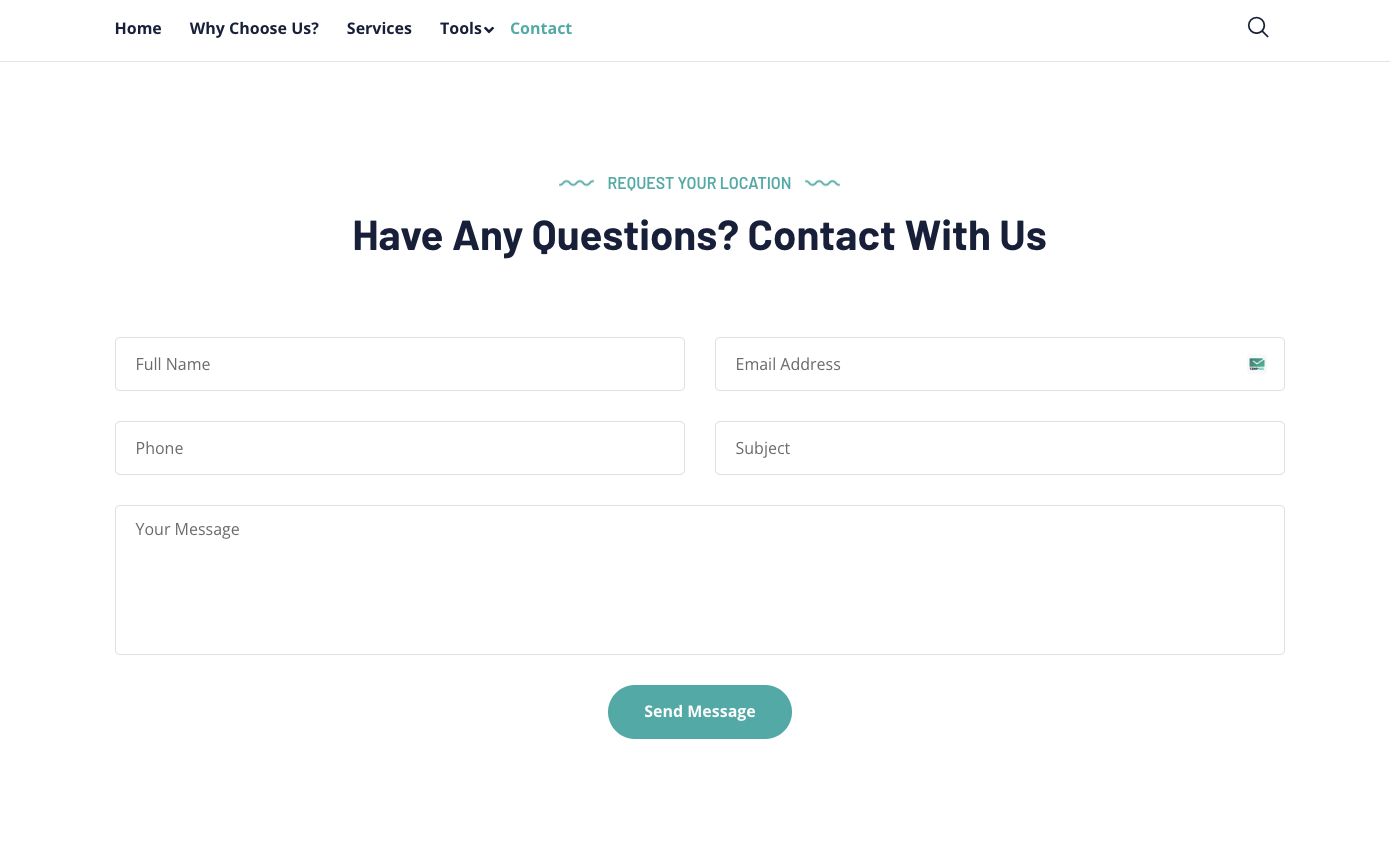 Home Why Choose Us? Services Tools Contact
REQUEST YOUR LOCATION
Have Any Questions? Contact With Us
Full Name Email Address
Phone Subject
Your Message
Send Message